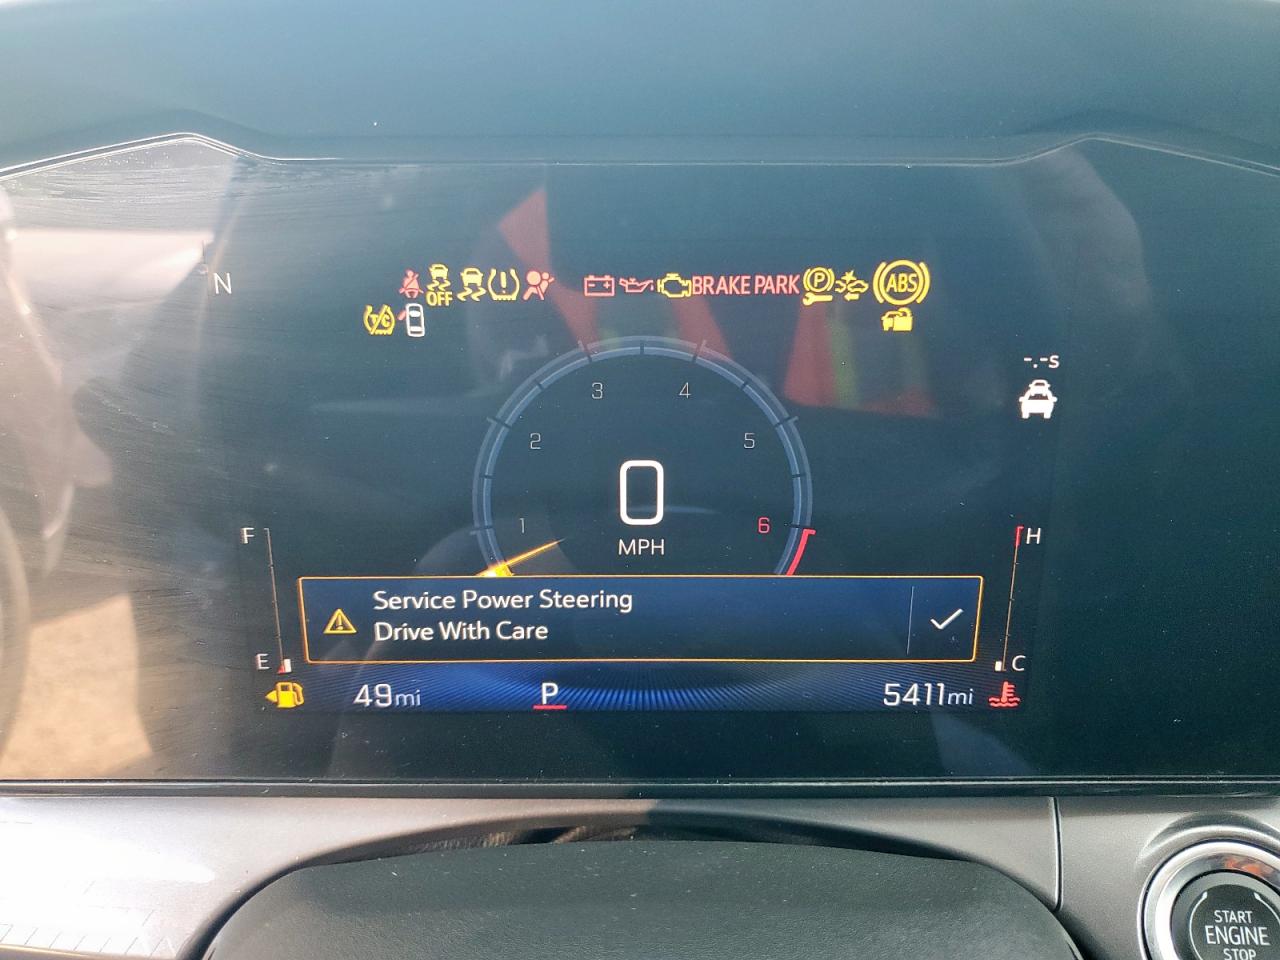 N
OFF
BRAKE PARK
P
ABS
T/C
-.-s
3
4
2
5
0
1
6
MPH
F
H
Service Power Steering
Drive With Care
E
C
49mi
P
5411mi
START
ENGINE
STOP